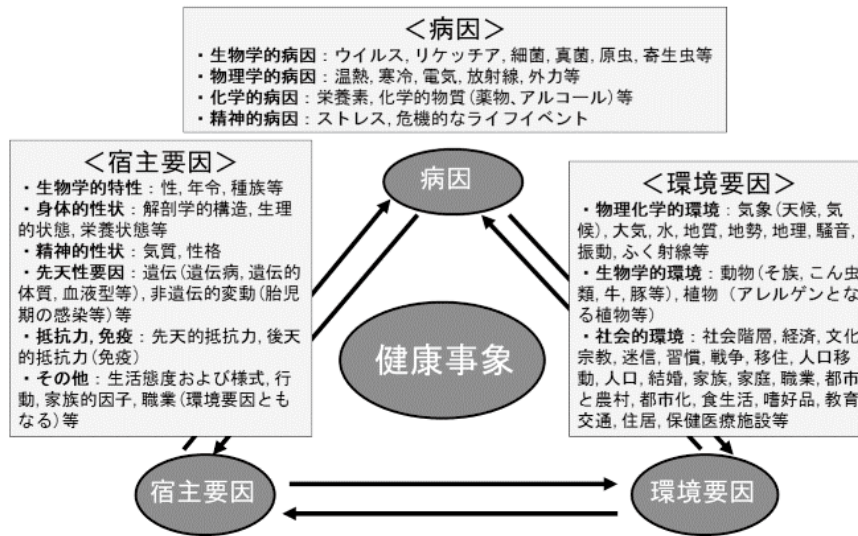 <病因>
・生物学的病因：ウイルス, リケッチア, 細菌, 真菌, 原虫, 寄生虫等
・物理学的病因：温熱, 寒冷, 電気, 放射線, 外力等
・化学的病因：栄養素, 化学的物質(薬物、アルコール)等
・精神的病因：ストレス, 危機的なライフイベント
<宿主要因>
・生物学的特性：性, 年令, 種族等
・身体的性状：解剖学的構造, 生理
的状態, 栄養状態等
・精神的性状：気質, 性格
・先天性要因：遺伝(遺伝病, 遺伝的
体質, 血液型等), 非遺伝的変動(胎児
期の感染等)等
・抵抗力, 免疫：先天的抵抗力, 後天
的抵抗力(免疫)
・その他：生活態度および様式, 行
動, 家族的因子, 職業(環境要因とも
なる)等
病因
<環境要因>
・物理化学的環境：気象(天候, 気
候), 大気, 水, 地質, 地勢, 地理, 騒音,
振動, ふく射線等
・生物学的環境：動物(そ族, こん虫
類, 牛, 豚等), 植物 (アレルゲンとな
る植物等)
・社会的環境：社会階層, 経済, 文化,
宗教, 迷信, 習慣, 戦争, 移住, 人口移
動, 人口, 結婚, 家族, 家庭, 職業, 都市
と農村, 都市化, 食生活, 嗜好品, 教育,
交通, 住居, 保健医療施設等
健康事象
宿主要因
環境要因